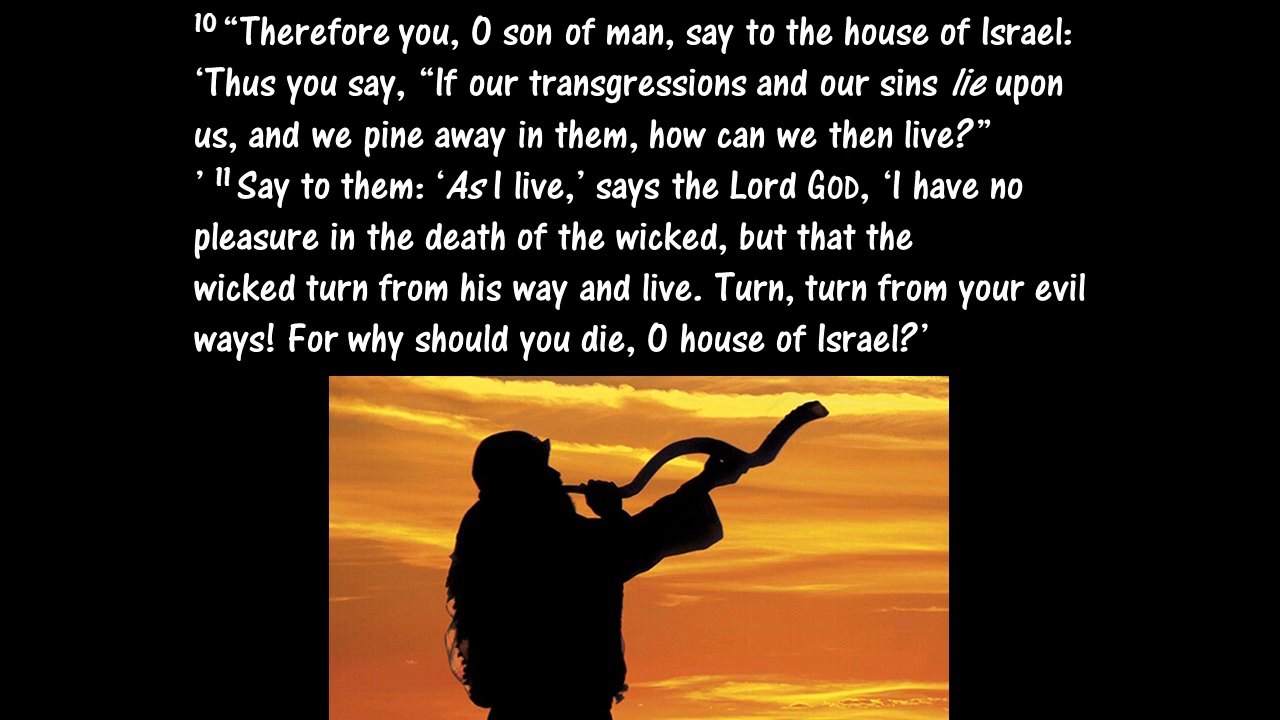 10 “Therefore you, O son of man, say to the house of Israel:
‘Thus you say, “If our transgressions and our sins lie upon
us, and we pine away in them, how can we then live?”
’ 11 Say to them: ‘As I live,’ says the Lord GOD, ‘I have no
pleasure in the death of the wicked, but that the
wicked turn from his way and live. Turn, turn from your evil
ways! For why should you die, O house of Israel?’